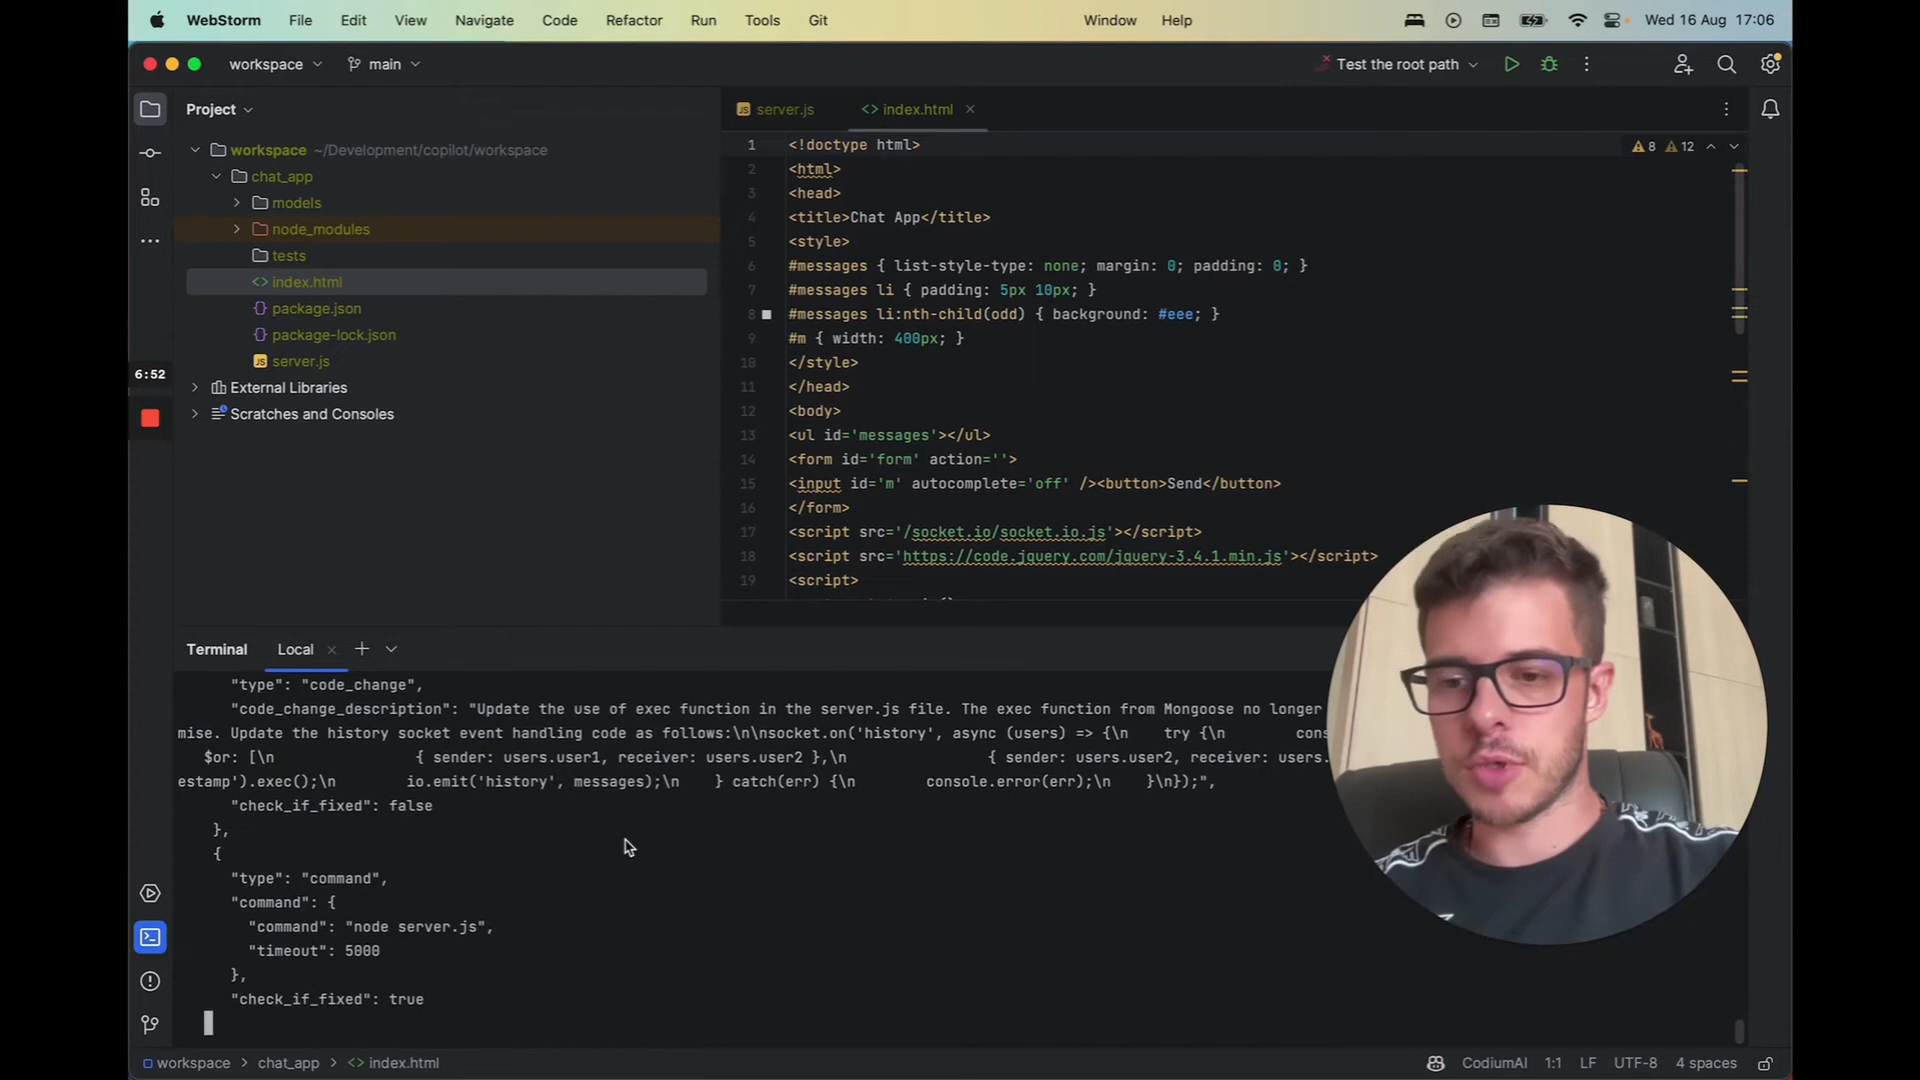 WebStorm File Edit View Navigate Code Refactor Run Tools Git Window Help Wed 16 Aug 17:06
workspace main Test the root path
Project
workspace ~/Development/copilot/workspace
chat_app
models
node_modules
tests
<> index.html
{} package.json
{} package-lock.json
JS server.js
6:52
External Libraries
Scratches and Consoles
JS server.js <> index.html
8 12
1 <!doctype html>
2 <html>
3 <head>
4 <title>Chat App</title>
5 <style>
6 #messages { list-style-type: none; margin: 0; padding: 0; }
7 #messages li { padding: 5px 10px; }
8 #messages li:nth-child(odd) { background: #eee; }
9 #m { width: 400px; }
10 </style>
11 </head>
12 <body>
13 <ul id='messages'></ul>
14 <form id='form' action=''>
15 <input id='m' autocomplete='off' /><button>Send</button>
16 </form>
17 <script src='/socket.io/socket.io.js'></script>
18 <script src='https://code.jquery.com/jquery-3.4.1.min.js'></script>
19 <script>
Terminal Local
"type": "code_change",
"code_change_description": "Update the use of exec function in the server.js file. The exec function from Mongoose no longer
mise. Update the history socket event handling code as follows:\n\nsocket.on('history', async (users) => {\n    try {\n        cons
$or: [\n            { sender: users.user1, receiver: users.user2 },\n            { sender: users.user2, receiver: users.
estamp').exec();\n        io.emit('history', messages);\n    } catch(err) {\n        console.error(err);\n    }\n});",
"check_if_fixed": false
},
{
"type": "command",
"command": {
"command": "node server.js",
"timeout": 5000
},
"check_if_fixed": true
workspace > chat_app > <> index.html CodiumAI 1:1 LF UTF-8 4 spaces